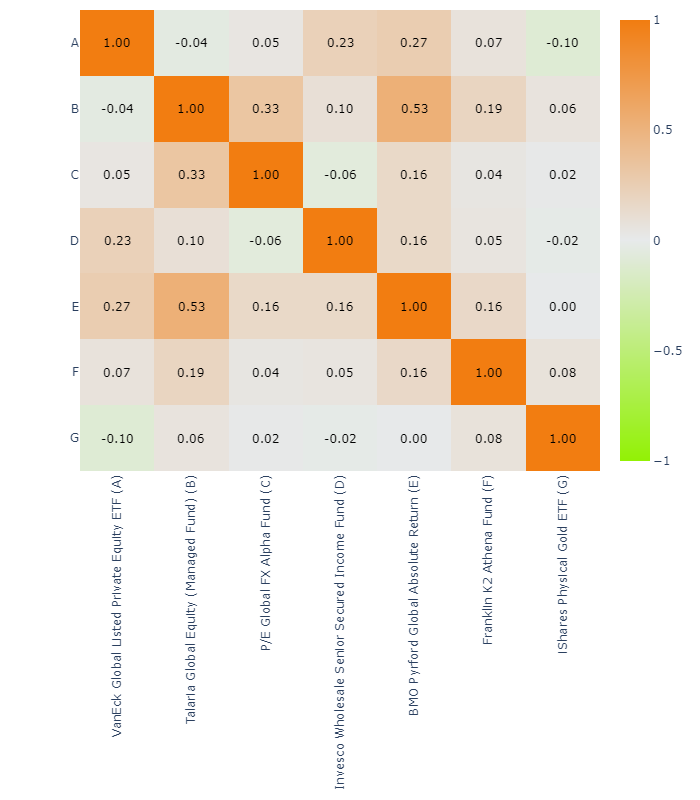 A 1.00 -0.04 0.05 0.23 0.27 0.07 -0.10
B -0.04 1.00 0.33 0.10 0.53 0.19 0.06
C 0.05 0.33 1.00 -0.06 0.16 0.04 0.02
D 0.23 0.10 -0.06 1.00 0.16 0.05 -0.02
E 0.27 0.53 0.16 0.16 1.00 0.16 0.00
F 0.07 0.19 0.04 0.05 0.16 1.00 0.08
G -0.10 0.06 0.02 -0.02 0.00 0.08 1.00
VanEck Global Listed Private Equity ETF (A)
Talaria Global Equity (Managed Fund) (B)
P/E Global FX Alpha Fund (C)
Invesco Wholesale Senior Secured Income Fund (D)
BMO Pyrford Global Absolute Return (E)
Franklin K2 Athena Fund (F)
IShares Physical Gold ETF (G)
1
0.5
0
−0.5
−1